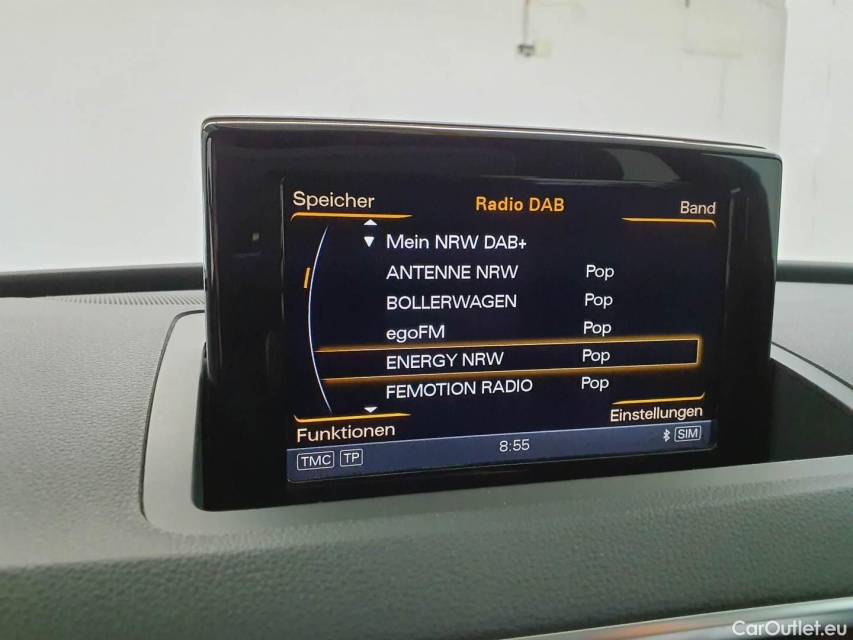 Speicher
Radio DAB
Band
Mein NRW DAB+
ANTENNE NRW Pop
BOLLERWAGEN Pop
egoFM Pop
ENERGY NRW Pop
FEMOTION RADIO Pop
Einstellungen
Funktionen
TMC TP 8:55 SIM
CarOutlet.eu